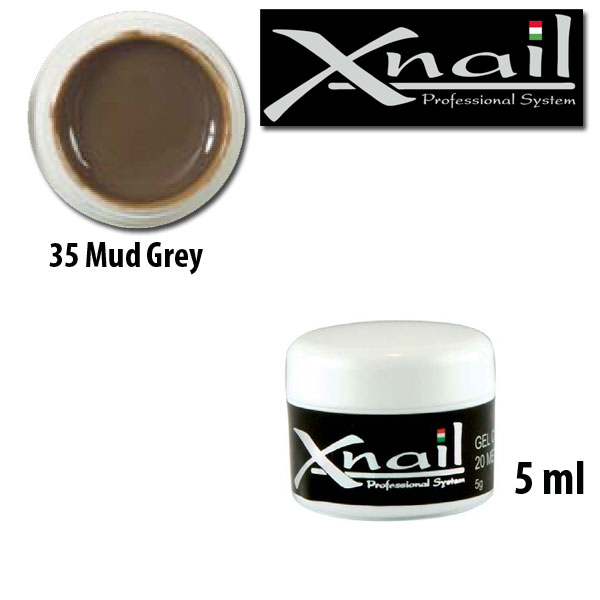 Xnail
Professional System
35 Mud Grey
Xnail
Professional System
GEL
20
5g
5 ml